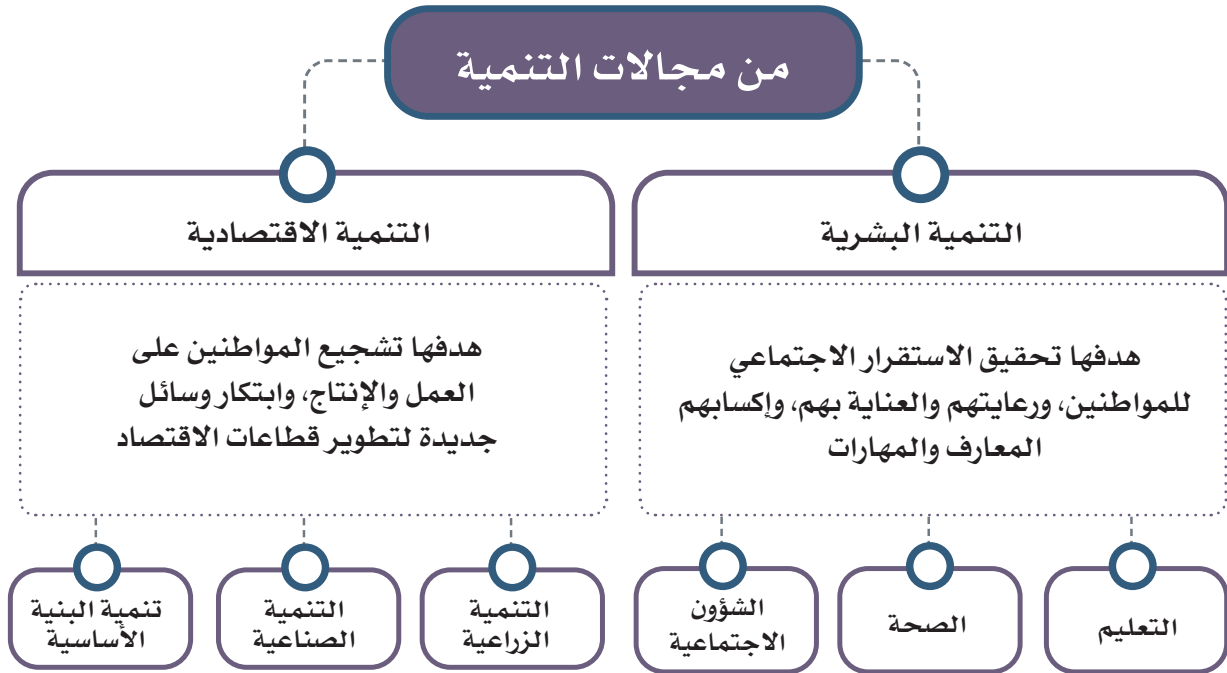 من مجالات التنمية
التنمية البشرية
هدفها تحقيق الاستقرار الاجتماعي
للمواطنين، ورعايتهم والعناية بهم، وإكسابهم
المعارف والمهارات
التعليم
الصحة
الشؤون
الاجتماعية
التنمية الاقتصادية
هدفها تشجيع المواطنين على
العمل والإنتاج، وابتكار وسائل
جديدة لتطوير قطاعات الاقتصاد
التنمية
الزراعية
التنمية
الصناعية
تنمية البنية
الأساسية